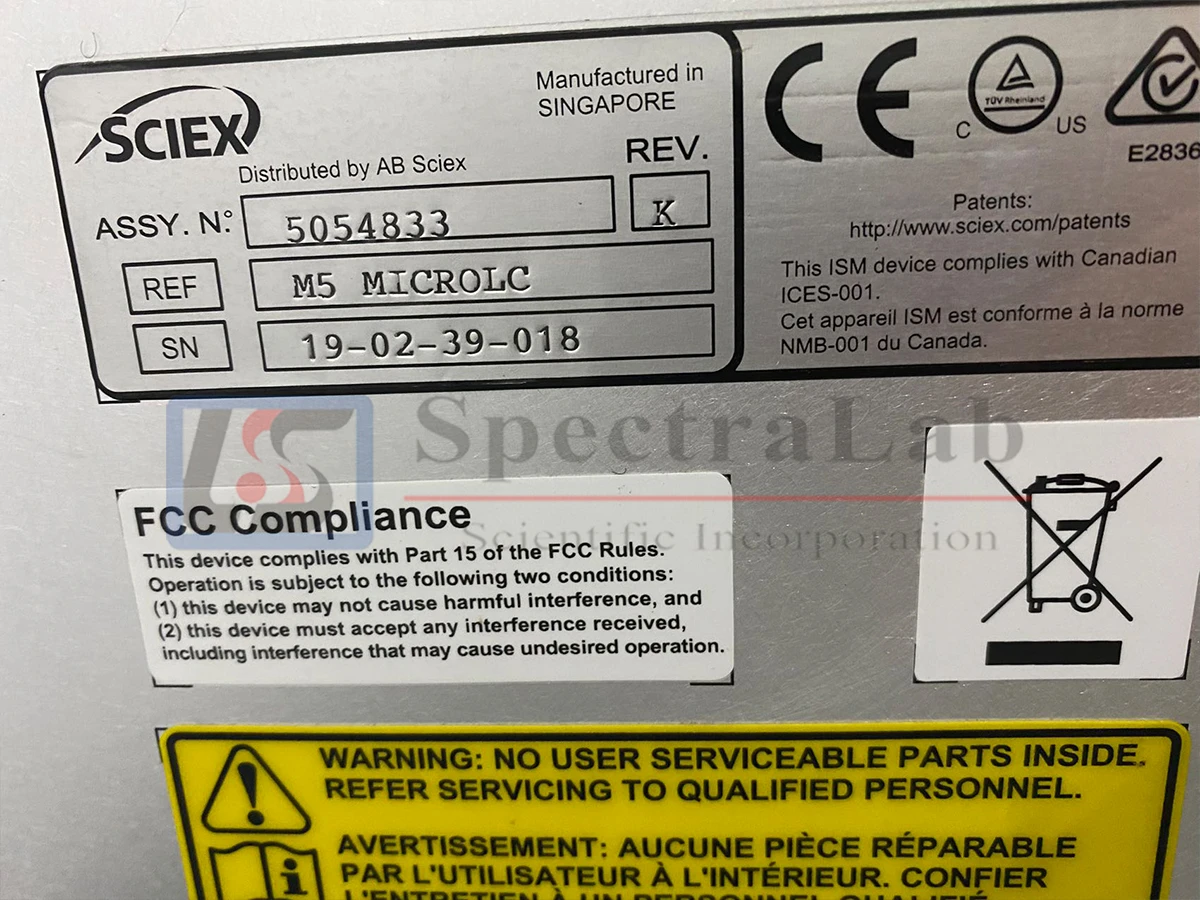 SCIEX
Manufactured in
SINGAPORE
Distributed by AB Sciex
REV.
ASSY. N:° 5054833 K
REF M5 MICROLC
SN 19-02-39-018
CE
TÜV Rheinland
C US
E2836
Patents:
http://www.sciex.com/patents
This ISM device complies with Canadian
ICES-001.
Cet appareil ISM est conforme à la norme
NMB-001 du Canada.
LS SpectraLab
Scientific Incorporation
FCC Compliance
This device complies with Part 15 of the FCC Rules.
Operation is subject to the following two conditions:
(1) this device may not cause harmful interference, and
(2) this device must accept any interference received,
including interference that may cause undesired operation.
WARNING: NO USER SERVICEABLE PARTS INSIDE.
REFER SERVICING TO QUALIFIED PERSONNEL.
AVERTISSEMENT: AUCUNE PIÈCE RÉPARABLE
PAR L'UTILISATEUR À L'INTÉRIEUR. CONFIER
L'ENTRETIEN À UN PERSONNEL QUALIFIÉ